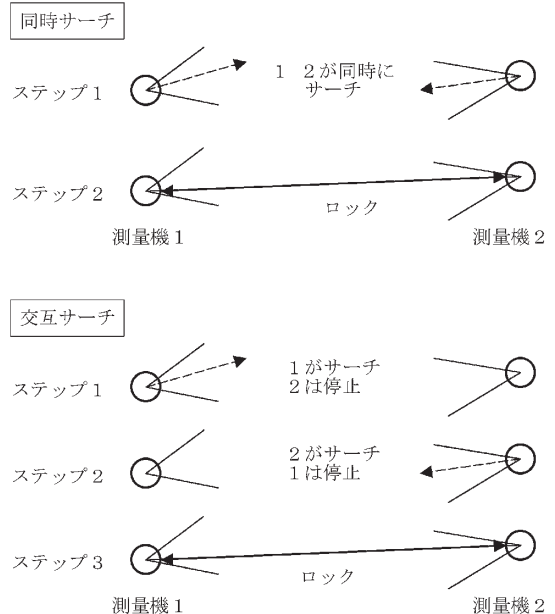 同時サーチ
ステップ1
1 2が同時に
サーチ
ステップ2
ロック
測量機1
測量機2
交互サーチ
ステップ1
1がサーチ
2は停止
ステップ2
2がサーチ
1は停止
ステップ3
ロック
測量機1
測量機2